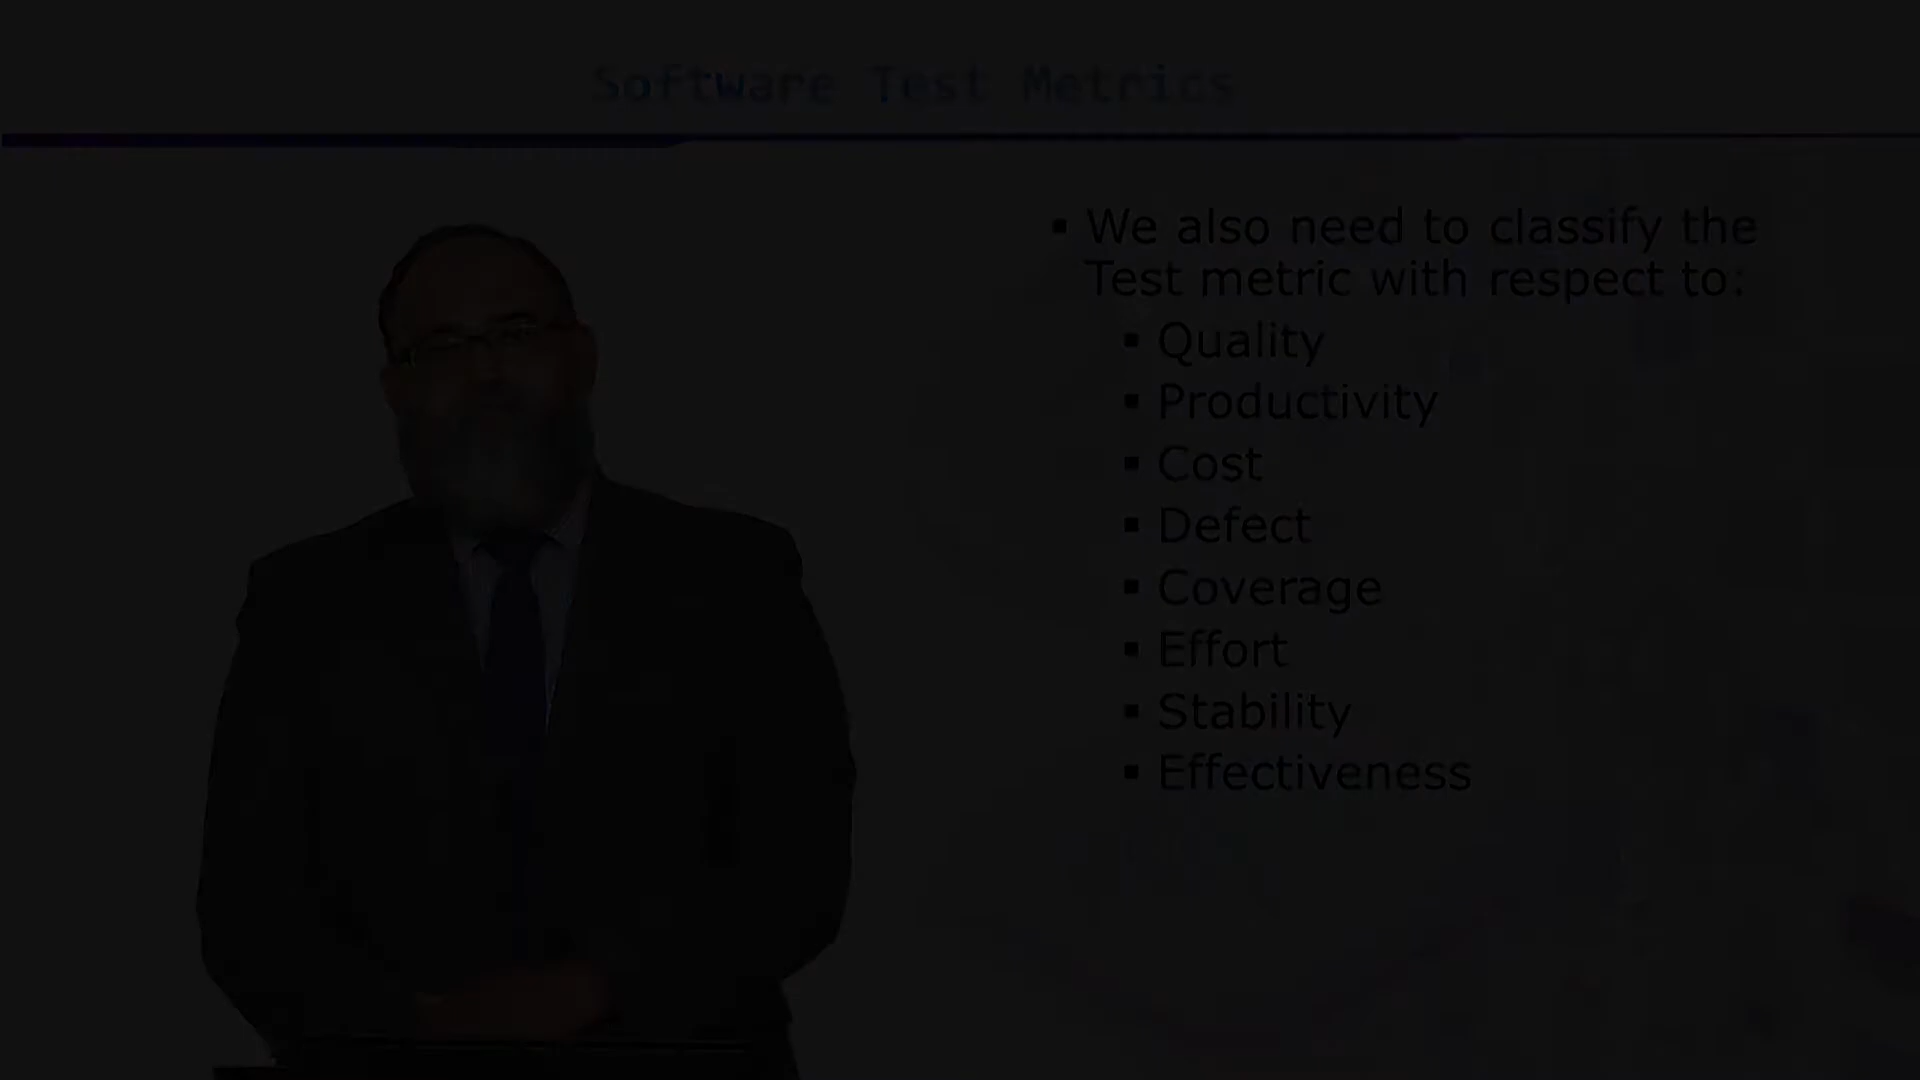 Software Test Metrics
▪ We also need to classify the
Test metric with respect to:
▪ Quality
▪ Productivity
▪ Cost
▪ Defect
▪ Coverage
▪ Effort
▪ Stability
▪ Effectiveness